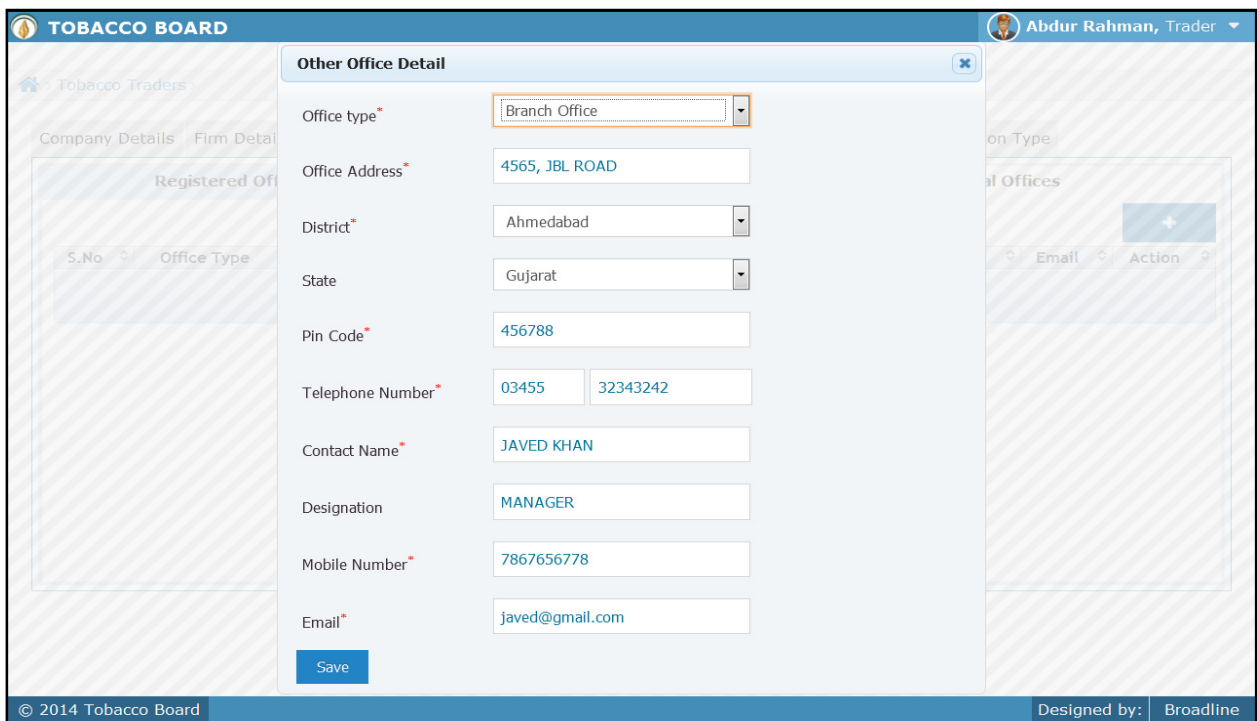 TOBACCO BOARD
Abdur Rahman, Trader
Other Office Detail
Tobacco Traders
Company Details Firm Detai
on Type
Registered Off
al Offices
S.No Office Type
Email Action
Office type* Branch Office
Office Address* 4565, JBL ROAD
District* Ahmedabad
State Gujarat
Pin Code* 456788
Telephone Number* 03455 32343242
Contact Name* JAVED KHAN
Designation MANAGER
Mobile Number* 7867656778
Email* javed@gmail.com
Save
© 2014 Tobacco Board
Designed by: Broadline